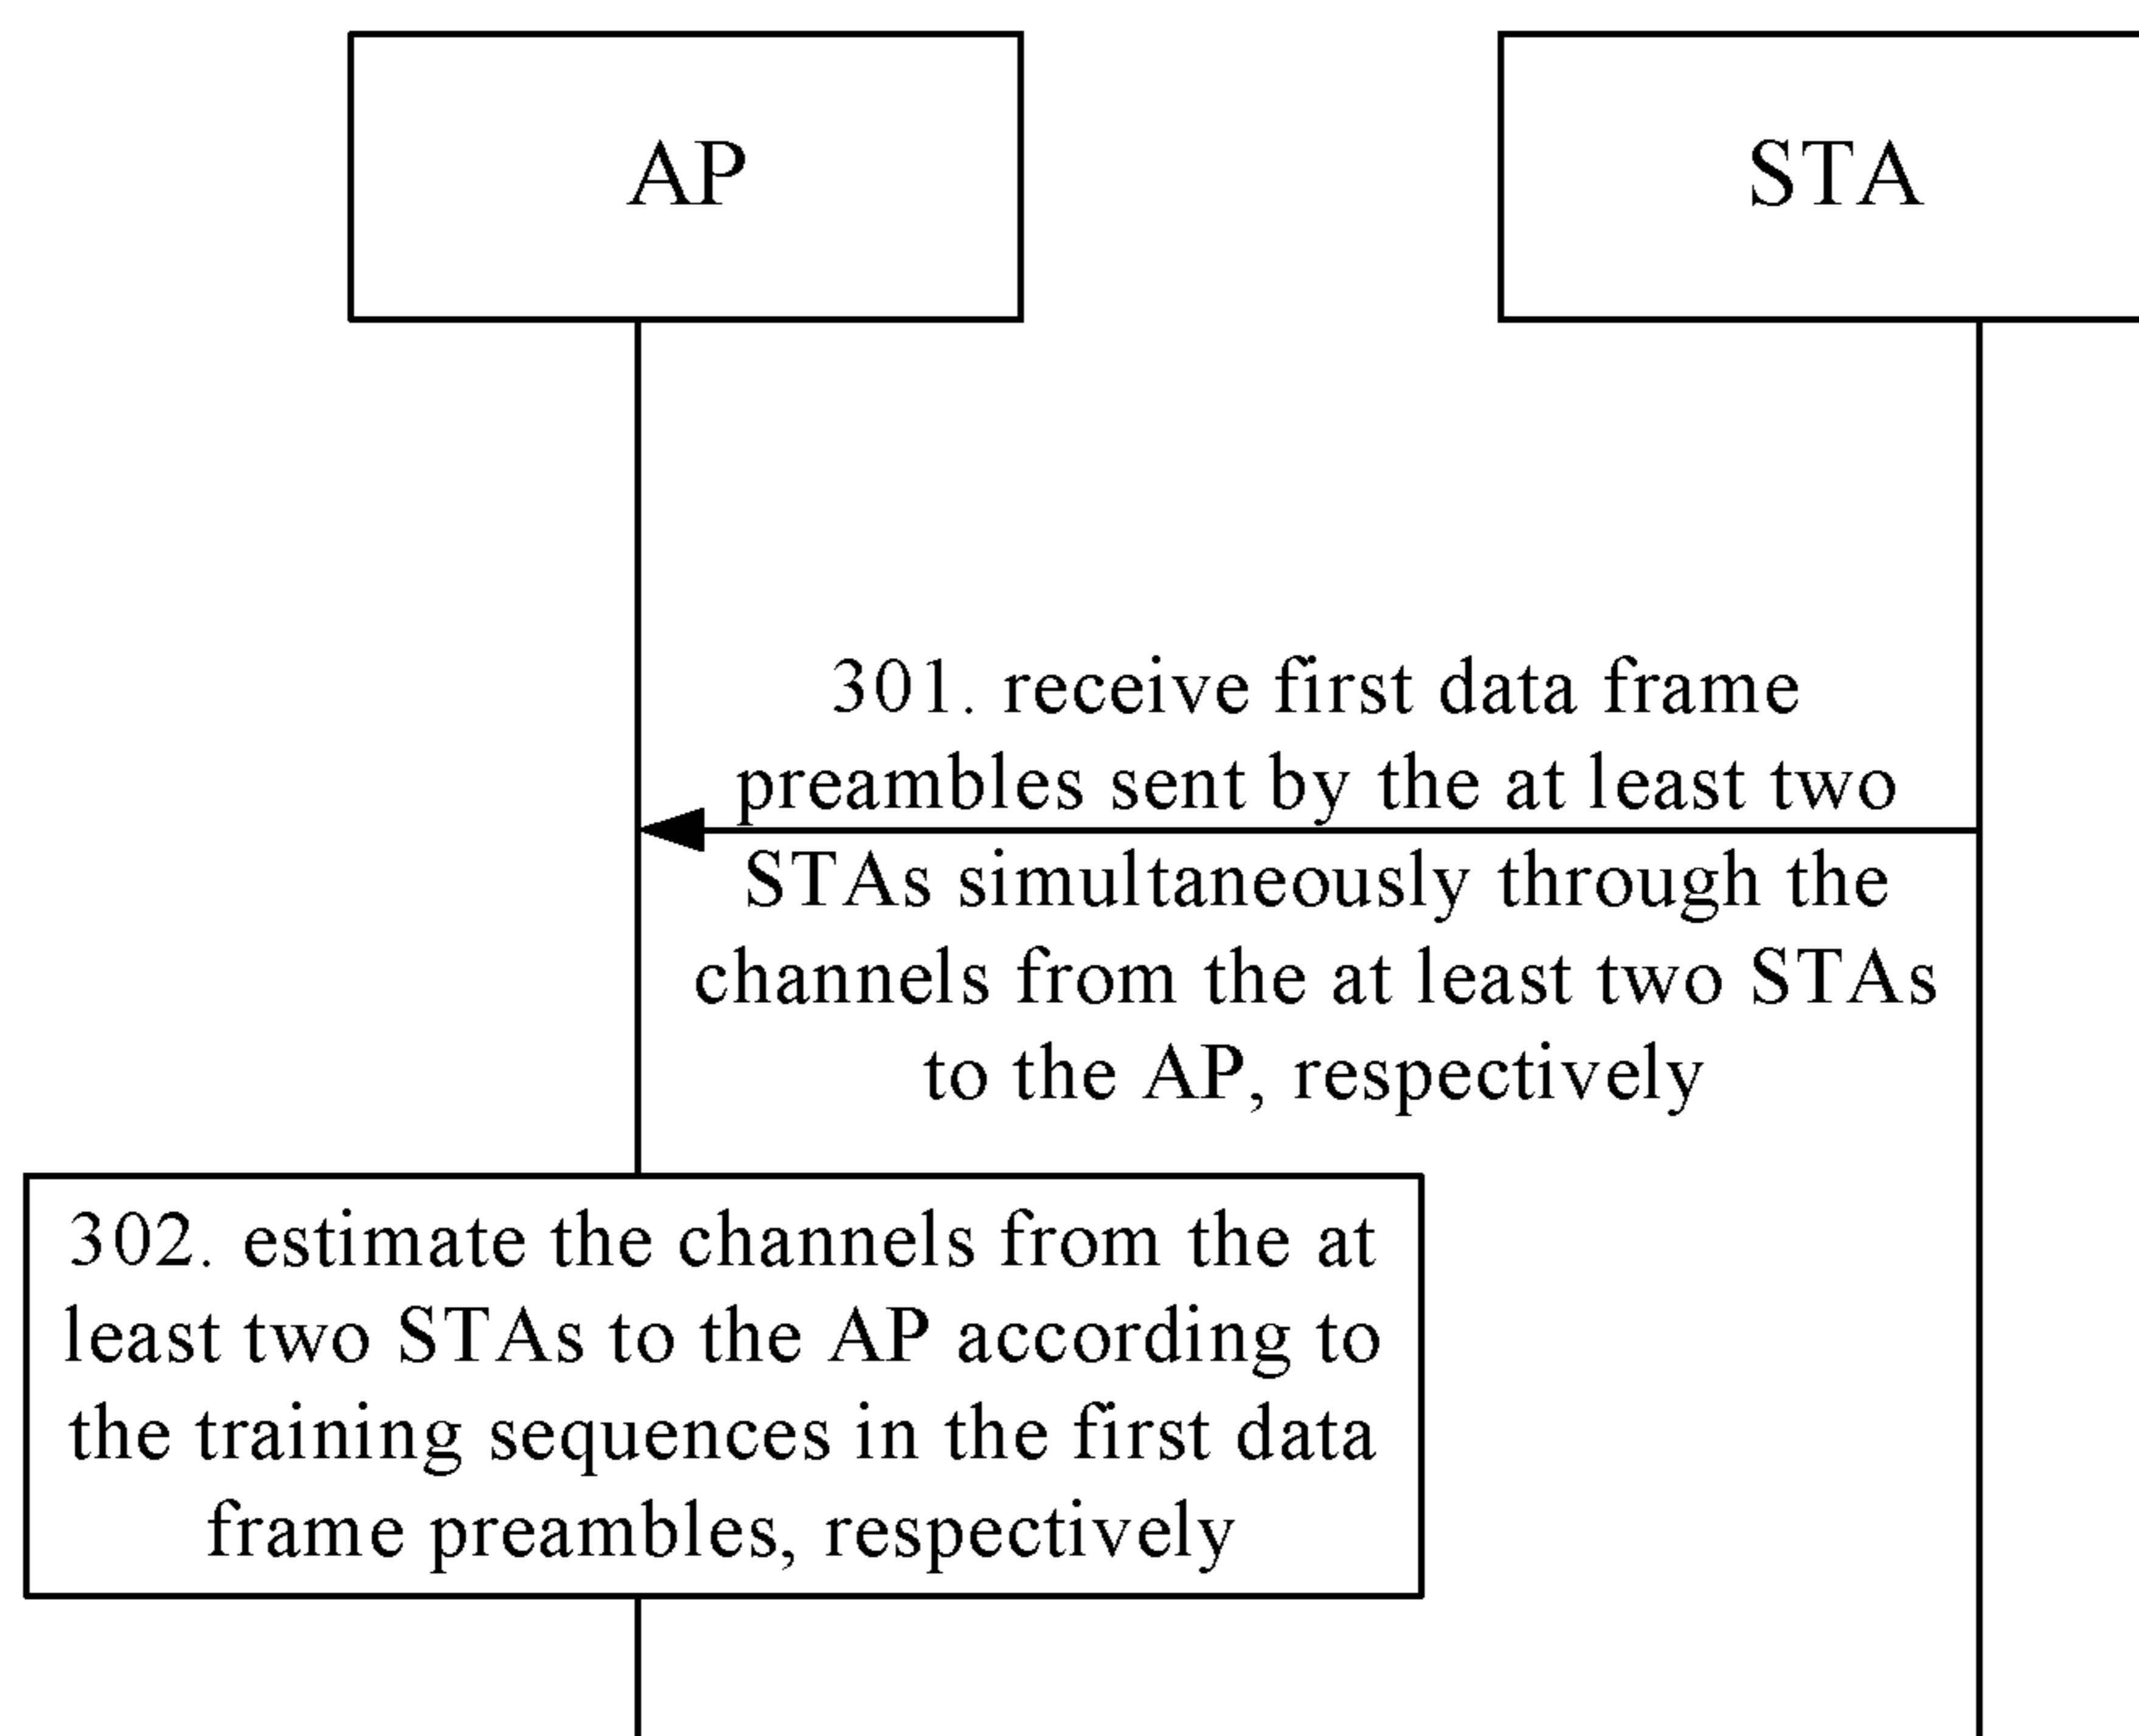 AP
STA
301. receive first data frame
preambles sent by the at least two
STAs simultaneously through the
channels from the at least two STAs
to the AP, respectively
302. estimate the channels from the at
least two STAs to the AP according to
the training sequences in the first data
frame preambles, respectively